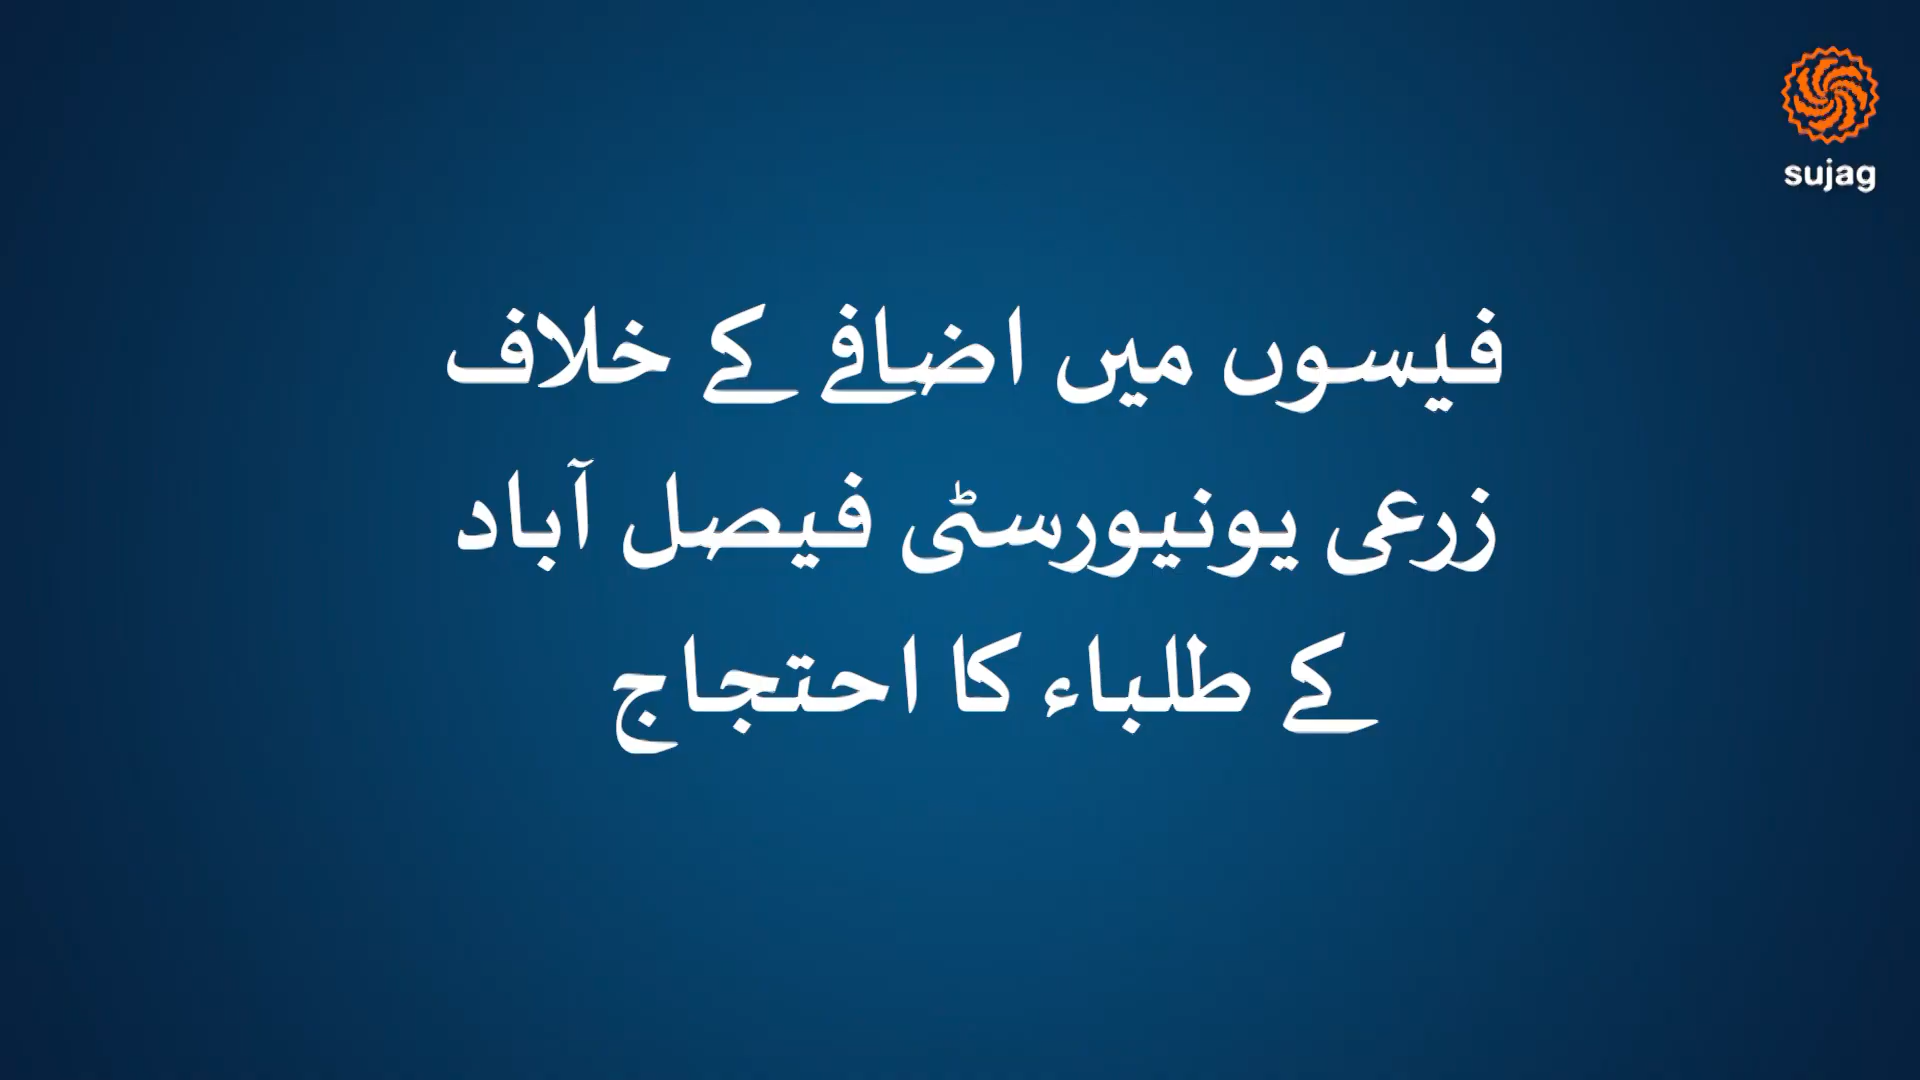 sujag
فیسوں میں اضافے کے خلاف
زرعی یونیورسٹی فیصل آباد
کے طلباء کا احتجاج